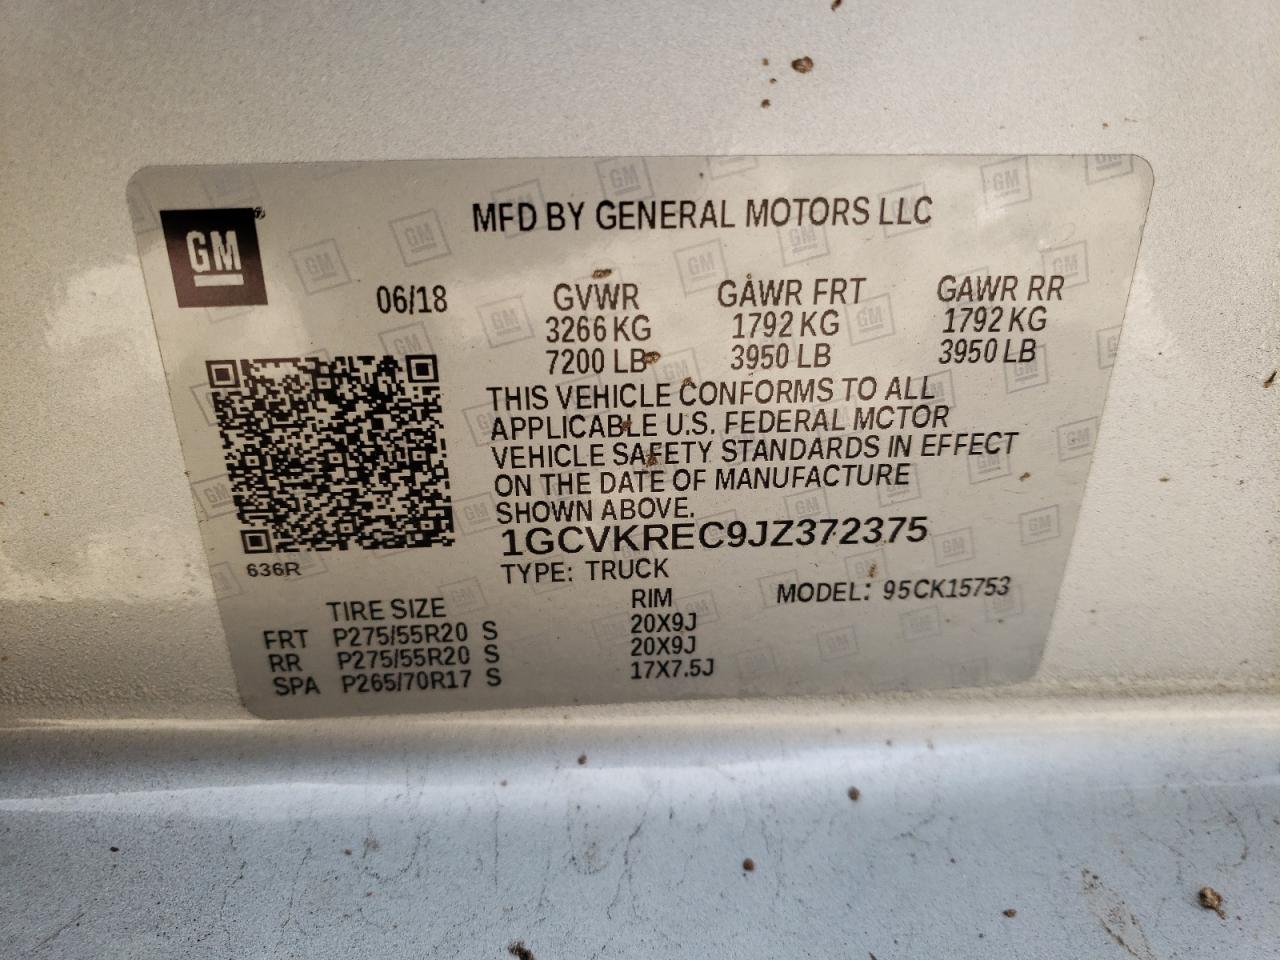 GM
MFD BY GENERAL MOTORS LLC
06/18 GVWR GAWR FRT GAWR RR
3266 KG 1792 KG 1792 KG
7200 LB 3950 LB 3950 LB
THIS VEHICLE CONFORMS TO ALL
APPLICABLE U.S. FEDERAL MOTOR
VEHICLE SAFETY STANDARDS IN EFFECT
ON THE DATE OF MANUFACTURE
SHOWN ABOVE.
1GCVKREC9JZ372375
636R
TYPE: TRUCK MODEL: 95CK15753
TIRE SIZE RIM
FRT P275/55R20 S 20X9J
RR P275/55R20 S 20X9J
SPA P265/70R17 S 17X7.5J